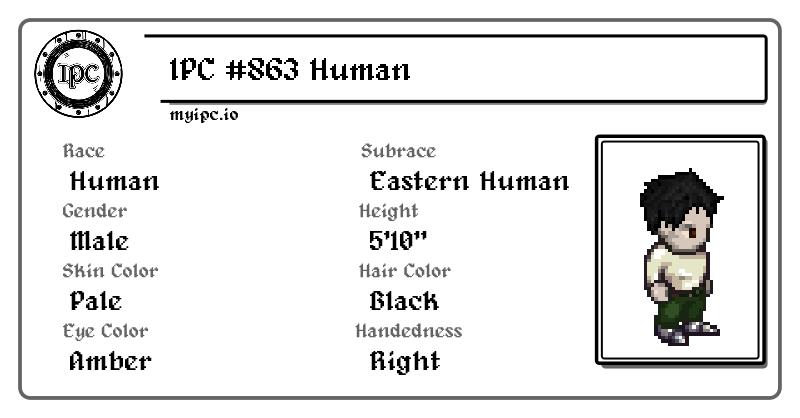 IPC
IPC #863 Human
myipc.io
Race
Human
Subrace
Eastern Human
Gender
Male
Height
5'10"
Skin Color
Pale
Hair Color
Black
Eye Color
Amber
Handedness
Right